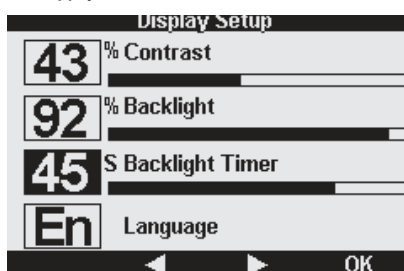 Display Setup
43 % Contrast
92 % Backlight
45 S Backlight Timer
En Language
OK